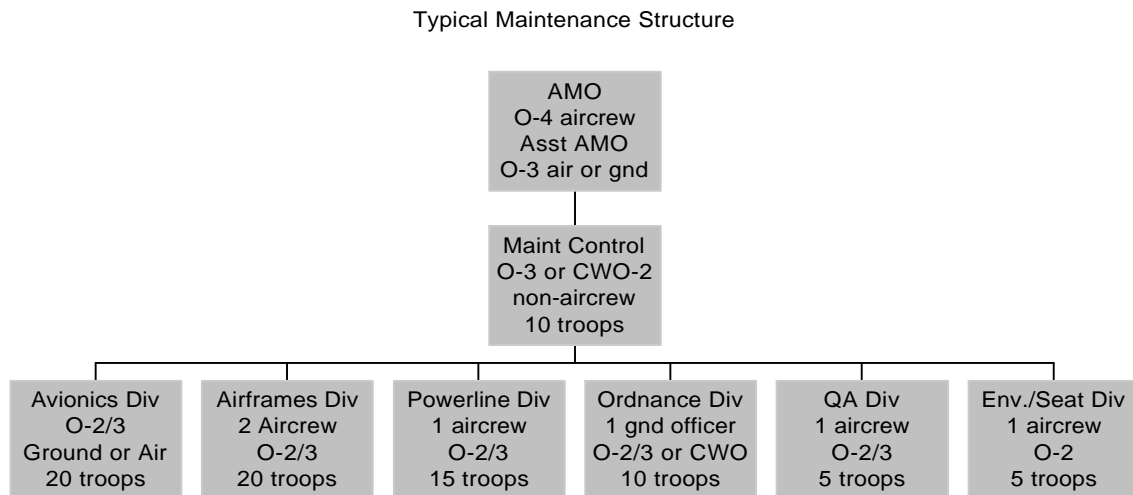 Typical Maintenance Structure
AMO
O-4 aircrew
Asst AMO
O-3 air or gnd
Maint Control
O-3 or CWO-2
non-aircrew
10 troops
Avionics Div
O-2/3
Ground or Air
20 troops
Airframes Div
2 Aircrew
O-2/3
20 troops
Powerline Div
1 aircrew
O-2/3
15 troops
Ordnance Div
1 gnd officer
O-2/3 or CWO
10 troops
QA Div
1 aircrew
O-2/3
5 troops
Env./Seat Div
1 aircrew
O-2
5 troops